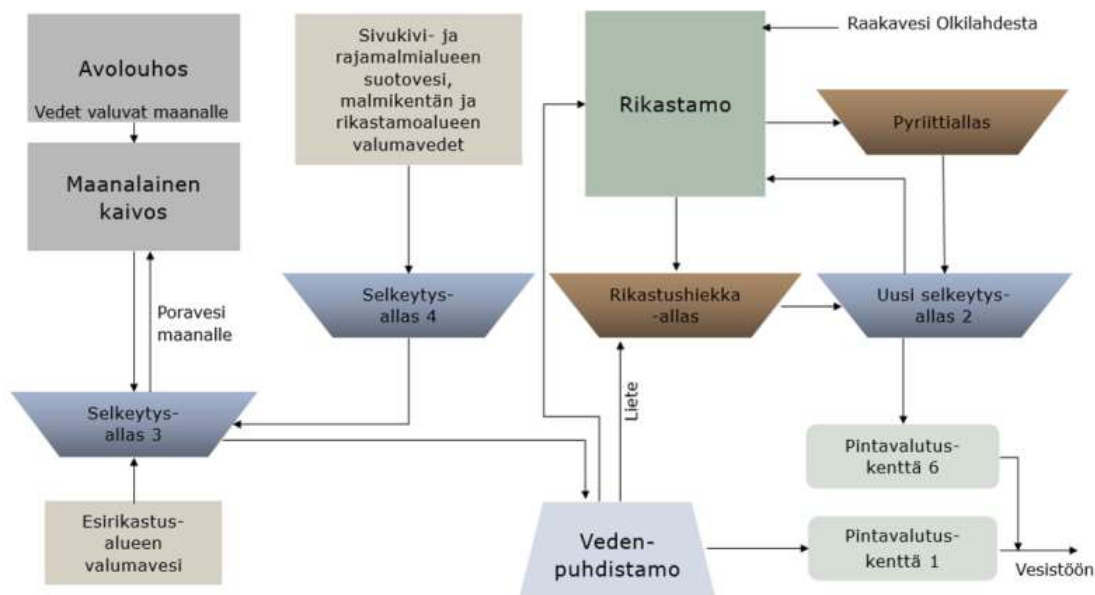 Avolouhos
Vedet valuvat maanalle
Maanalainen
kaivos
Poravesi
maanalle
Selkeytys-
allas 3
Esirikastus-
alueen
valumavesi
Sivukivi- ja
rajamalmialueen
suotovesi,
malmikentän ja
rikastamoalueen
valumavedet
Selkeytys-
allas 4
Rikastamo
Raakavesi Olkilahdesta
Pyriittiallas
Rikastushiekka
-allas
Uusi selkeytys-
allas 2
Liete
Veden-
puhdistamo
Pintavalutus-
kenttä 6
Pintavalutus-
kenttä 1
Vesistöön